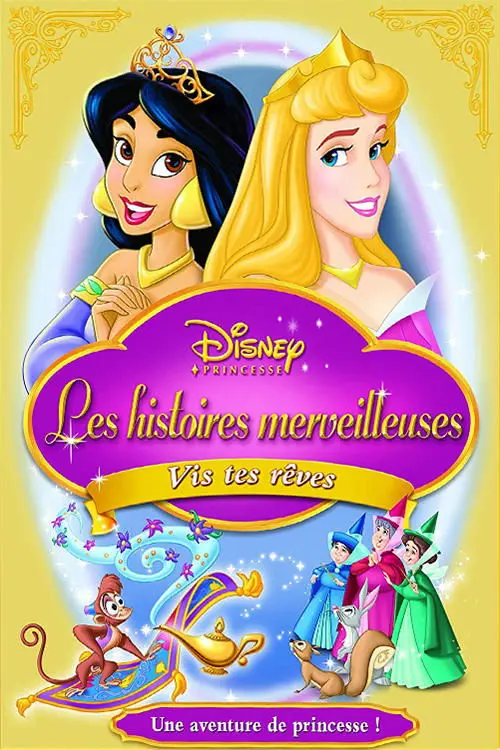 Disney
PRINCESSE
Les histoires merveilleuses
Vis tes rêves
Une aventure de princesse !